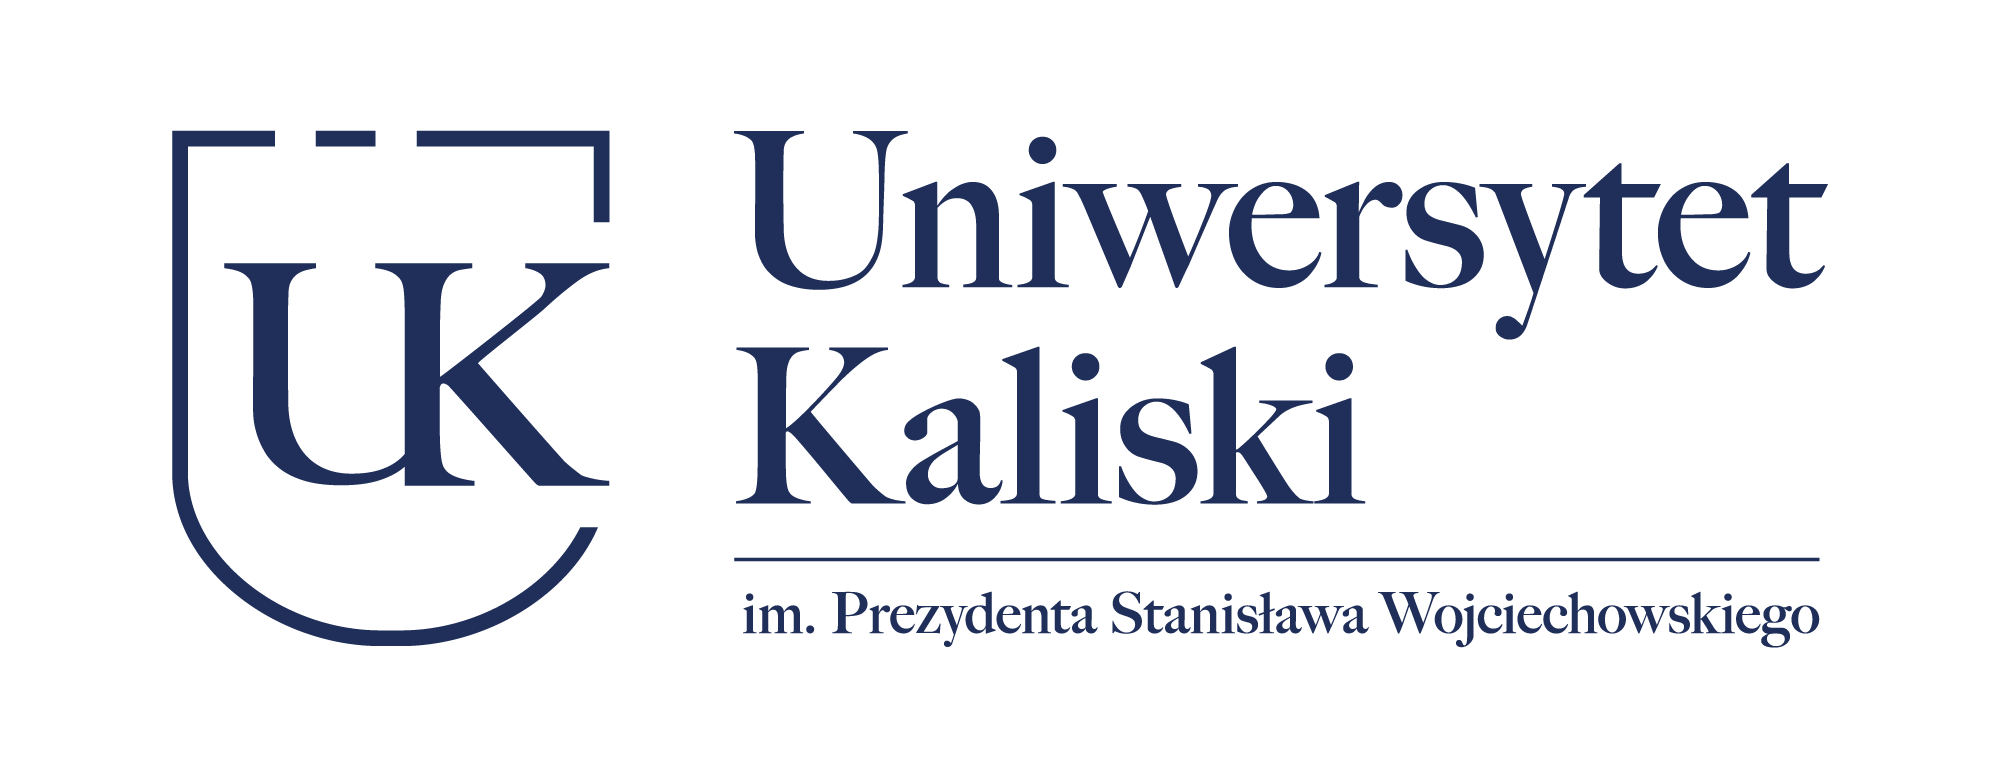 UK
Uniwersytet
Kaliski
im. Prezydenta Stanisława Wojciechowskiego